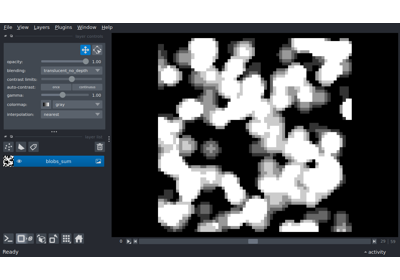 File View Layers Plugins Window Help
opacity: 1.00
blending: translucent_no_depth
contrast limits:
auto-contrast: once continuous
gamma: 1.00
colormap: gray
interpolation: nearest
blobs_sum
Ready
activity